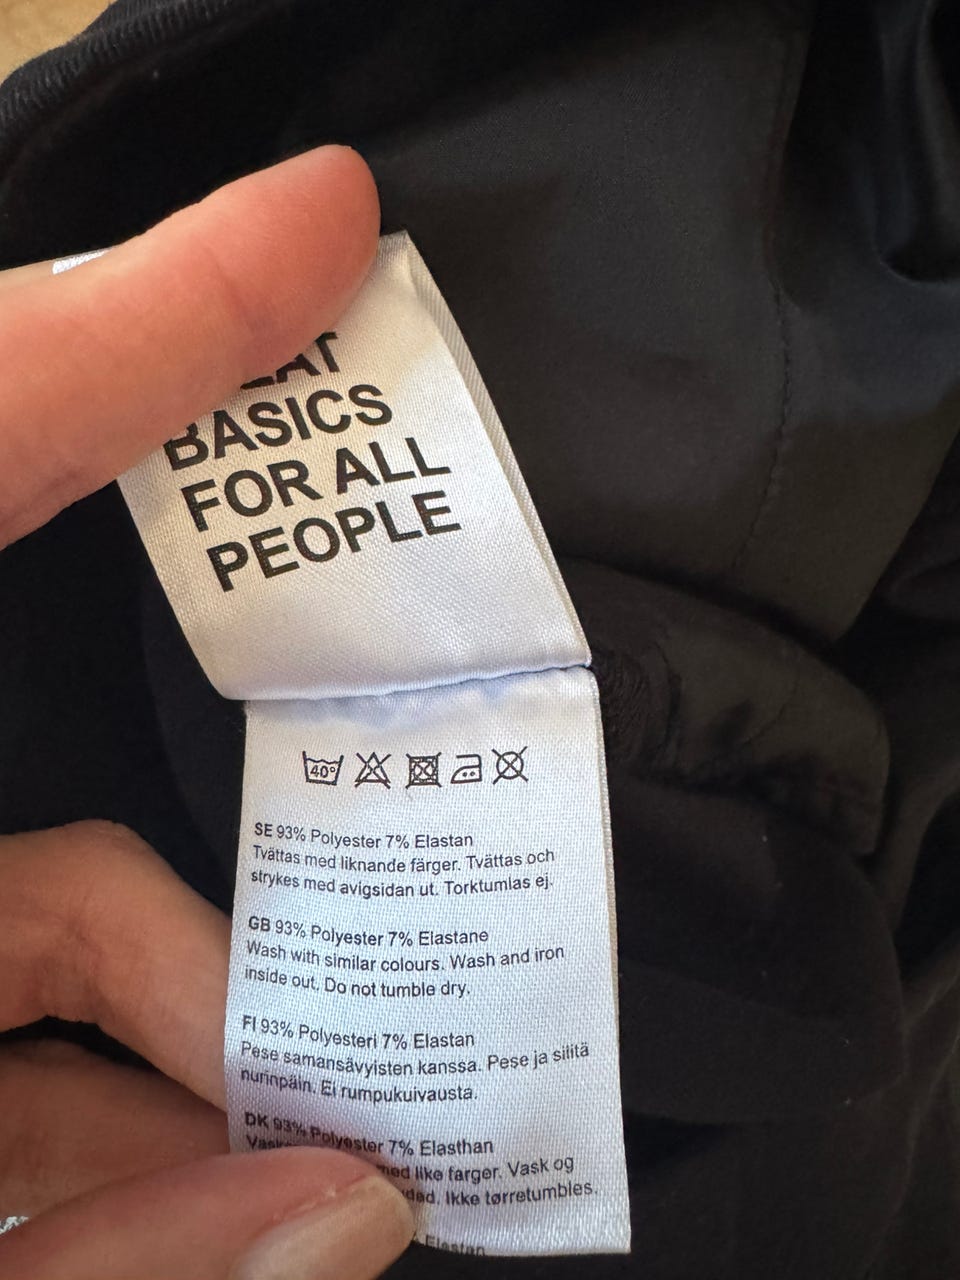 BASICS
FOR ALL
PEOPLE
40°
SE 93% Polyester 7% Elastan
Tvättas med liknande färger. Tvättas och
strykes med avigsidan ut. Torktumlas ej.
GB 93% Polyester 7% Elastane
Wash with similar colours. Wash and iron
inside out. Do not tumble dry.
FI 93% Polyesteri 7% Elastan
Pese samansävyisten kanssa. Pese ja silitä
nurinpäin. Ei rumpukuivausta.
DK 93% Polyester 7% Elasthan
med like farger. Vask og
Ikke tørretumbles.
Elastan